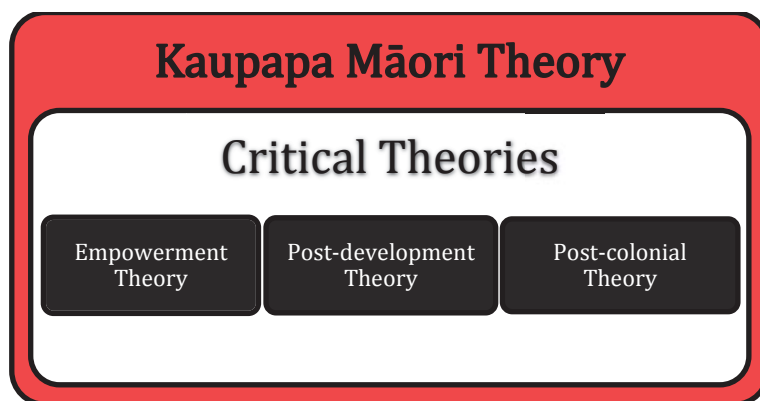 Kaupapa Māori Theory
Critical Theories
Empowerment
Theory
Post-development
Theory
Post-colonial
Theory